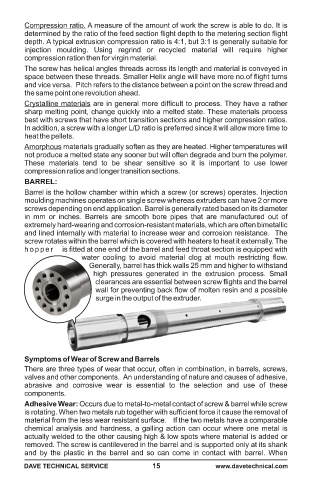 Compression ratio, A measure of the amount of work the screw is able to do. It is
determined by the ratio of the feed section flight depth to the metering section flight
depth. A typical extrusion compression ratio is 4:1, but 3:1 is generally suitable for
injection moulding. Using regrind or recycled material will require higher
compression ration then for virgin material.
The screw has helical angles threads across its length and material is conveyed in
space between these threads. Smaller Helix angle will have more no.of flight turns
and vice versa. Pitch refers to the distance between a point on the screw thread and
the same point one revolution ahead.
Crystalline materials are in general more difficult to process. They have a rather
sharp melting point, change quickly into a melted state. These materials process
best with screws that have short transition sections and higher compression ratios.
In addition, a screw with a longer L/D ratio is preferred since it will allow more time to
heat the peillets.
Amorphous materials gradually soften as they are heated. Higher temperatures will
not produce a melted state any sooner but will often degrade and burn the polymer.
These materials tend to be shear sensitive so it is important to use lower
compression ratios and longer transition sections.
BARREL:
Barrel is the hollow chamber within which a screw (or screws) operates. Injection
moulding machines operates on single screw whereas extruders can have 2 or more
screws depending on end application. Barrel is generally rated based on its diameter
in mm or inches. Barrels are smooth bore pipes that are manufactured out of
extremely hard-wearing and corrosion-resistant materials, which are often bimetallic
and lined internally with material to increase wear and corrosion resistance. The
screw rotates within the barrel which is covered with heaters to heat it externally. The
hopper is fitted at one end of the barrel and feed throat section is equipped with
water cooling to avoid material clog at mouth restricting flow.
Generally, barrel has thick walls 25 mm and higher to withstand
high pressures generated in the extrusion process. Small
clearances are essential between screw flights and the barrel
wall for preventing back flow of molten resin and a possible
surge in the output of the extruder.
Symptoms of Wear of Screw and Barrels
There are three types of wear that occur, often in combination, in barrels, screws,
valves and other components. An understanding of nature and causes of adhesive,
abrasive and corrosive wear is essential to the selection and use of these
components.
Adhesive Wear: Occurs due to metal-to-metal contact of screw & barrel while screw
is rotating. When two metals rub together with sufficient force it cause the removal of
material from the less wear resistant surface. If the two metals have a comparable
chemical analysis and hardness, a galling action can occur where one metal is
actually welded to the other causing high & low spots where material is added or
removed. The screw is cantilevered in the barrel and is supported only at its shank
and by the plastic in the barrel and so can come in contact with barrel. When
DAVE TECHNICAL SERVICE 15 www.davetechnical.com